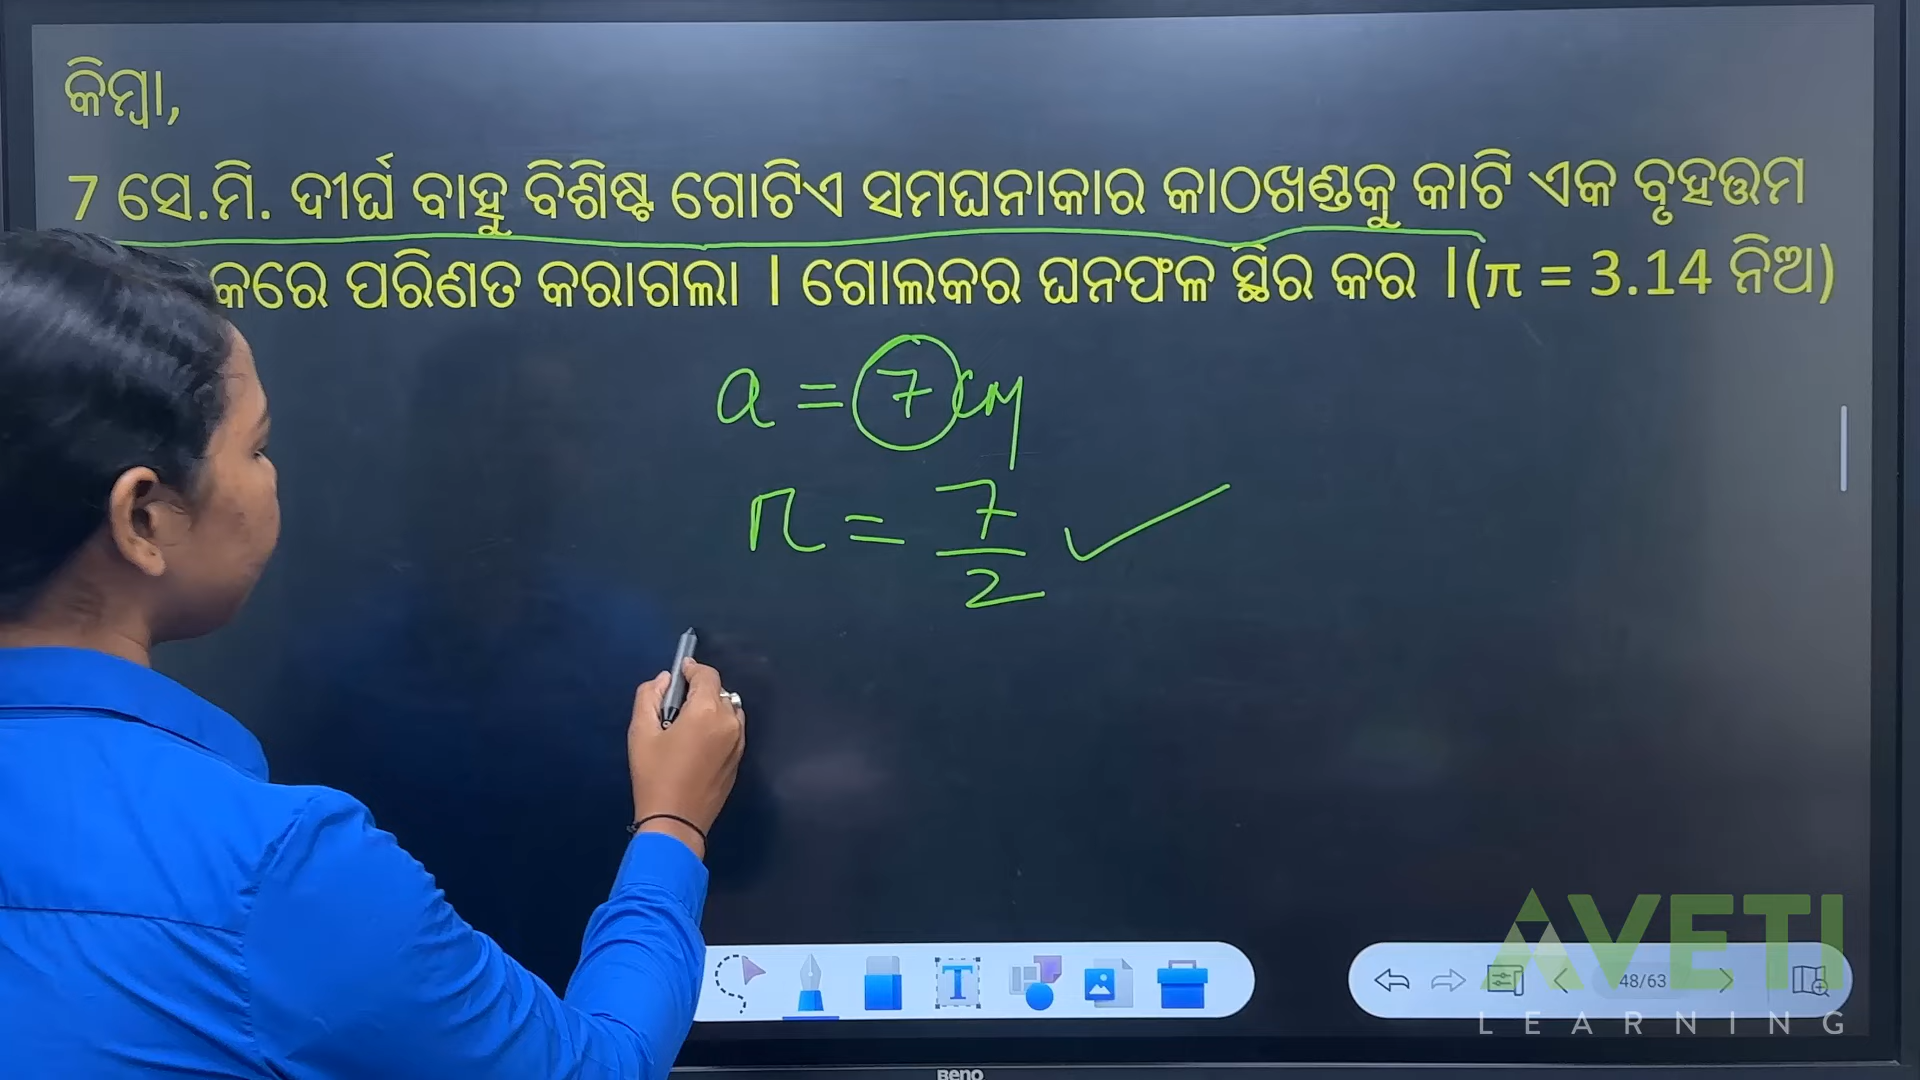 କିମ୍ବା,
7 ସେ.ମି. ଦୀର୍ଘ ବାହୁ ବିଶିଷ୍ଟ ଗୋଟିଏ ସମଘନାକାର କାଠଖଣ୍ଡକୁ କାଟି ଏକ ବୃହତ୍ତମ
କରେ ପରିଣତ କରାଗଲା । ଗୋଲକର ଘନଫଳ ସ୍ଥିର କର ।(π = 3.14 ନିଅ)
a = 7 cm
r = 7/2
AVETI
LEARNING
48/63
BenQ